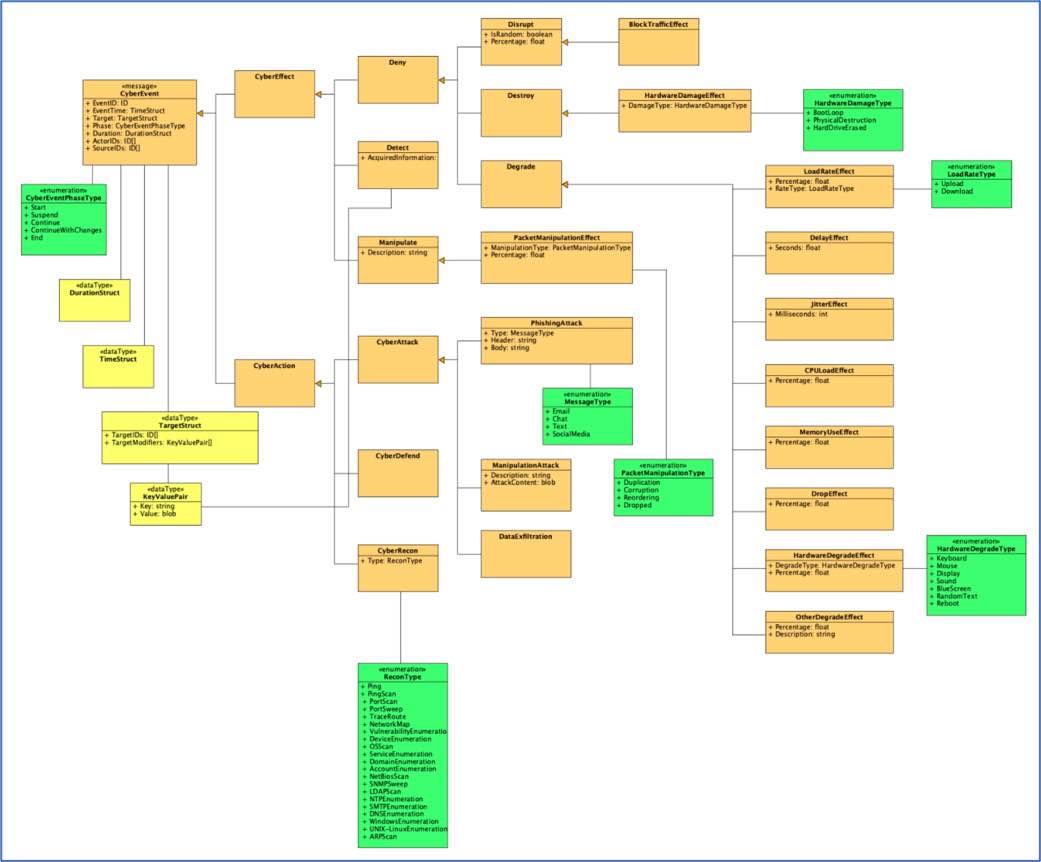 «message»
CyberEvent
+ EventID: ID
+ EventTime: TimeStruct
+ Target: TargetStruct
+ Phase: CyberEventPhaseType
+ Duration: DurationStruct
+ ActorIDs: ID[]
+ SourceIDs: ID[]
«enumeration»
CyberEventPhaseType
+ Start
+ Suspend
+ Continue
+ ContinueWithChanges
+ End
«dataType»
DurationStruct
«dataType»
TimeStruct
«dataType»
TargetStruct
+ TargetIDs: ID[]
+ TargetModifiers: KeyValuePair[]
«dataType»
KeyValuePair
+ Key: string
+ Value: blob
CyberEffect
CyberAction
Deny
Detect
+ AcquiredInformation:
Manipulate
+ Description: string
CyberAttack
CyberDefend
CyberRecon
+ Type: ReconType
«enumeration»
ReconType
+ Ping
+ PingScan
+ PortScan
+ PortSweep
+ TraceRoute
+ NetworkMap
+ VulnerabilityEnumeratio
+ DeviceEnumeration
+ OSScan
+ ServiceEnumeration
+ DomainEnumeration
+ AccountEnumeration
+ NetBiosScan
+ SNMPSweep
+ LDAPScan
+ NTPEnumeration
+ SMTPEnumeration
+ DNSEnumeration
+ WindowsEnumeration
+ UNIX-LinuxEnumeration
+ ARPScan
Disrupt
+ IsRandom: boolean
+ Percentage: float
Destroy
Degrade
PacketManipulationEffect
+ ManipulationType: PacketManipulationType
+ Percentage: float
PhishingAttack
+ Type: MessageType
+ Header: string
+ Body: string
«enumeration»
MessageType
+ Email
+ Chat
+ Text
+ SocialMedia
ManipulationAttack
+ Description: string
+ AttackContent: blob
DataExfiltration
«enumeration»
PacketManipulationType
+ Duplication
+ Corruption
+ Reordering
+ Dropped
BlockTrafficEffect
HardwareDamageEffect
+ DamageType: HardwareDamageType
«enumeration»
HardwareDamageType
+ BootLoop
+ PhysicalDestruction
+ HardDriveErased
LoadRateEffect
+ Percentage: float
+ RateType: LoadRateType
«enumeration»
LoadRateType
+ Upload
+ Download
DelayEffect
+ Seconds: float
JitterEffect
+ Milliseconds: int
CPULoadEffect
+ Percentage: float
MemoryUseEffect
+ Percentage: float
DropEffect
+ Percentage: float
HardwareDegradeEffect
+ DegradeType: HardwareDegradeType
+ Percentage: float
«enumeration»
HardwareDegradeType
+ Keyboard
+ Mouse
+ Display
+ Sound
+ BlueScreen
+ RandomText
+ Reboot
OtherDegradeEffect
+ Percentage: float
+ Description: string